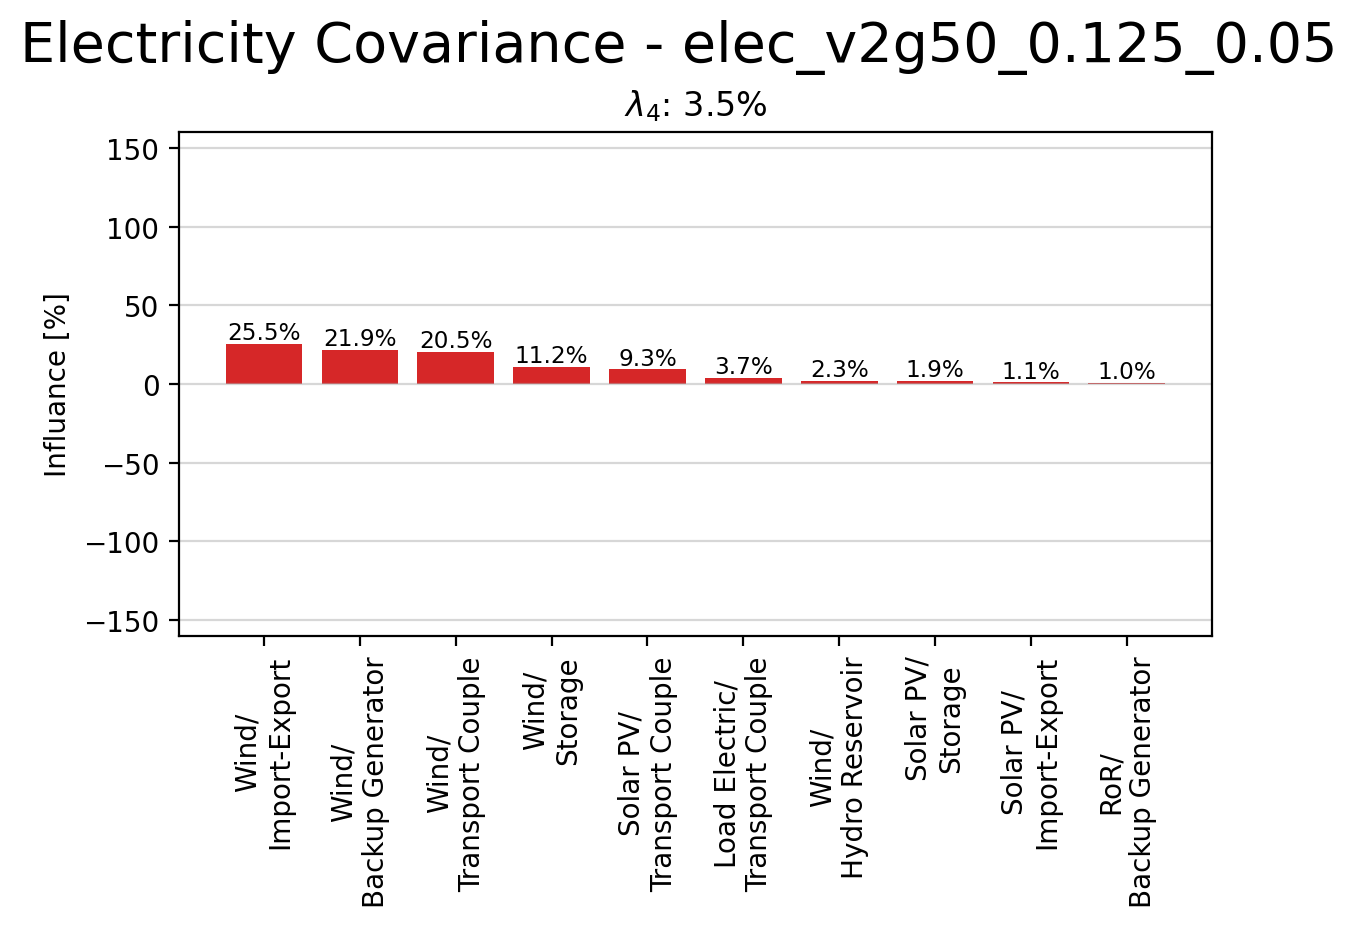 Electricity Covariance - elec_v2g50_0.125_0.05
λ4: 3.5%
150
100
50
0
−50
−100
−150
Influance [%]
25.5%
21.9%
20.5%
11.2%
9.3%
3.7%
2.3%
1.9%
1.1%
1.0%
Wind/
Import-Export
Wind/
Backup Generator
Wind/
Transport Couple
Wind/
Storage
Solar PV/
Transport Couple
Load Electric/
Transport Couple
Wind/
Hydro Reservoir
Solar PV/
Storage
Solar PV/
Import-Export
RoR/
Backup Generator